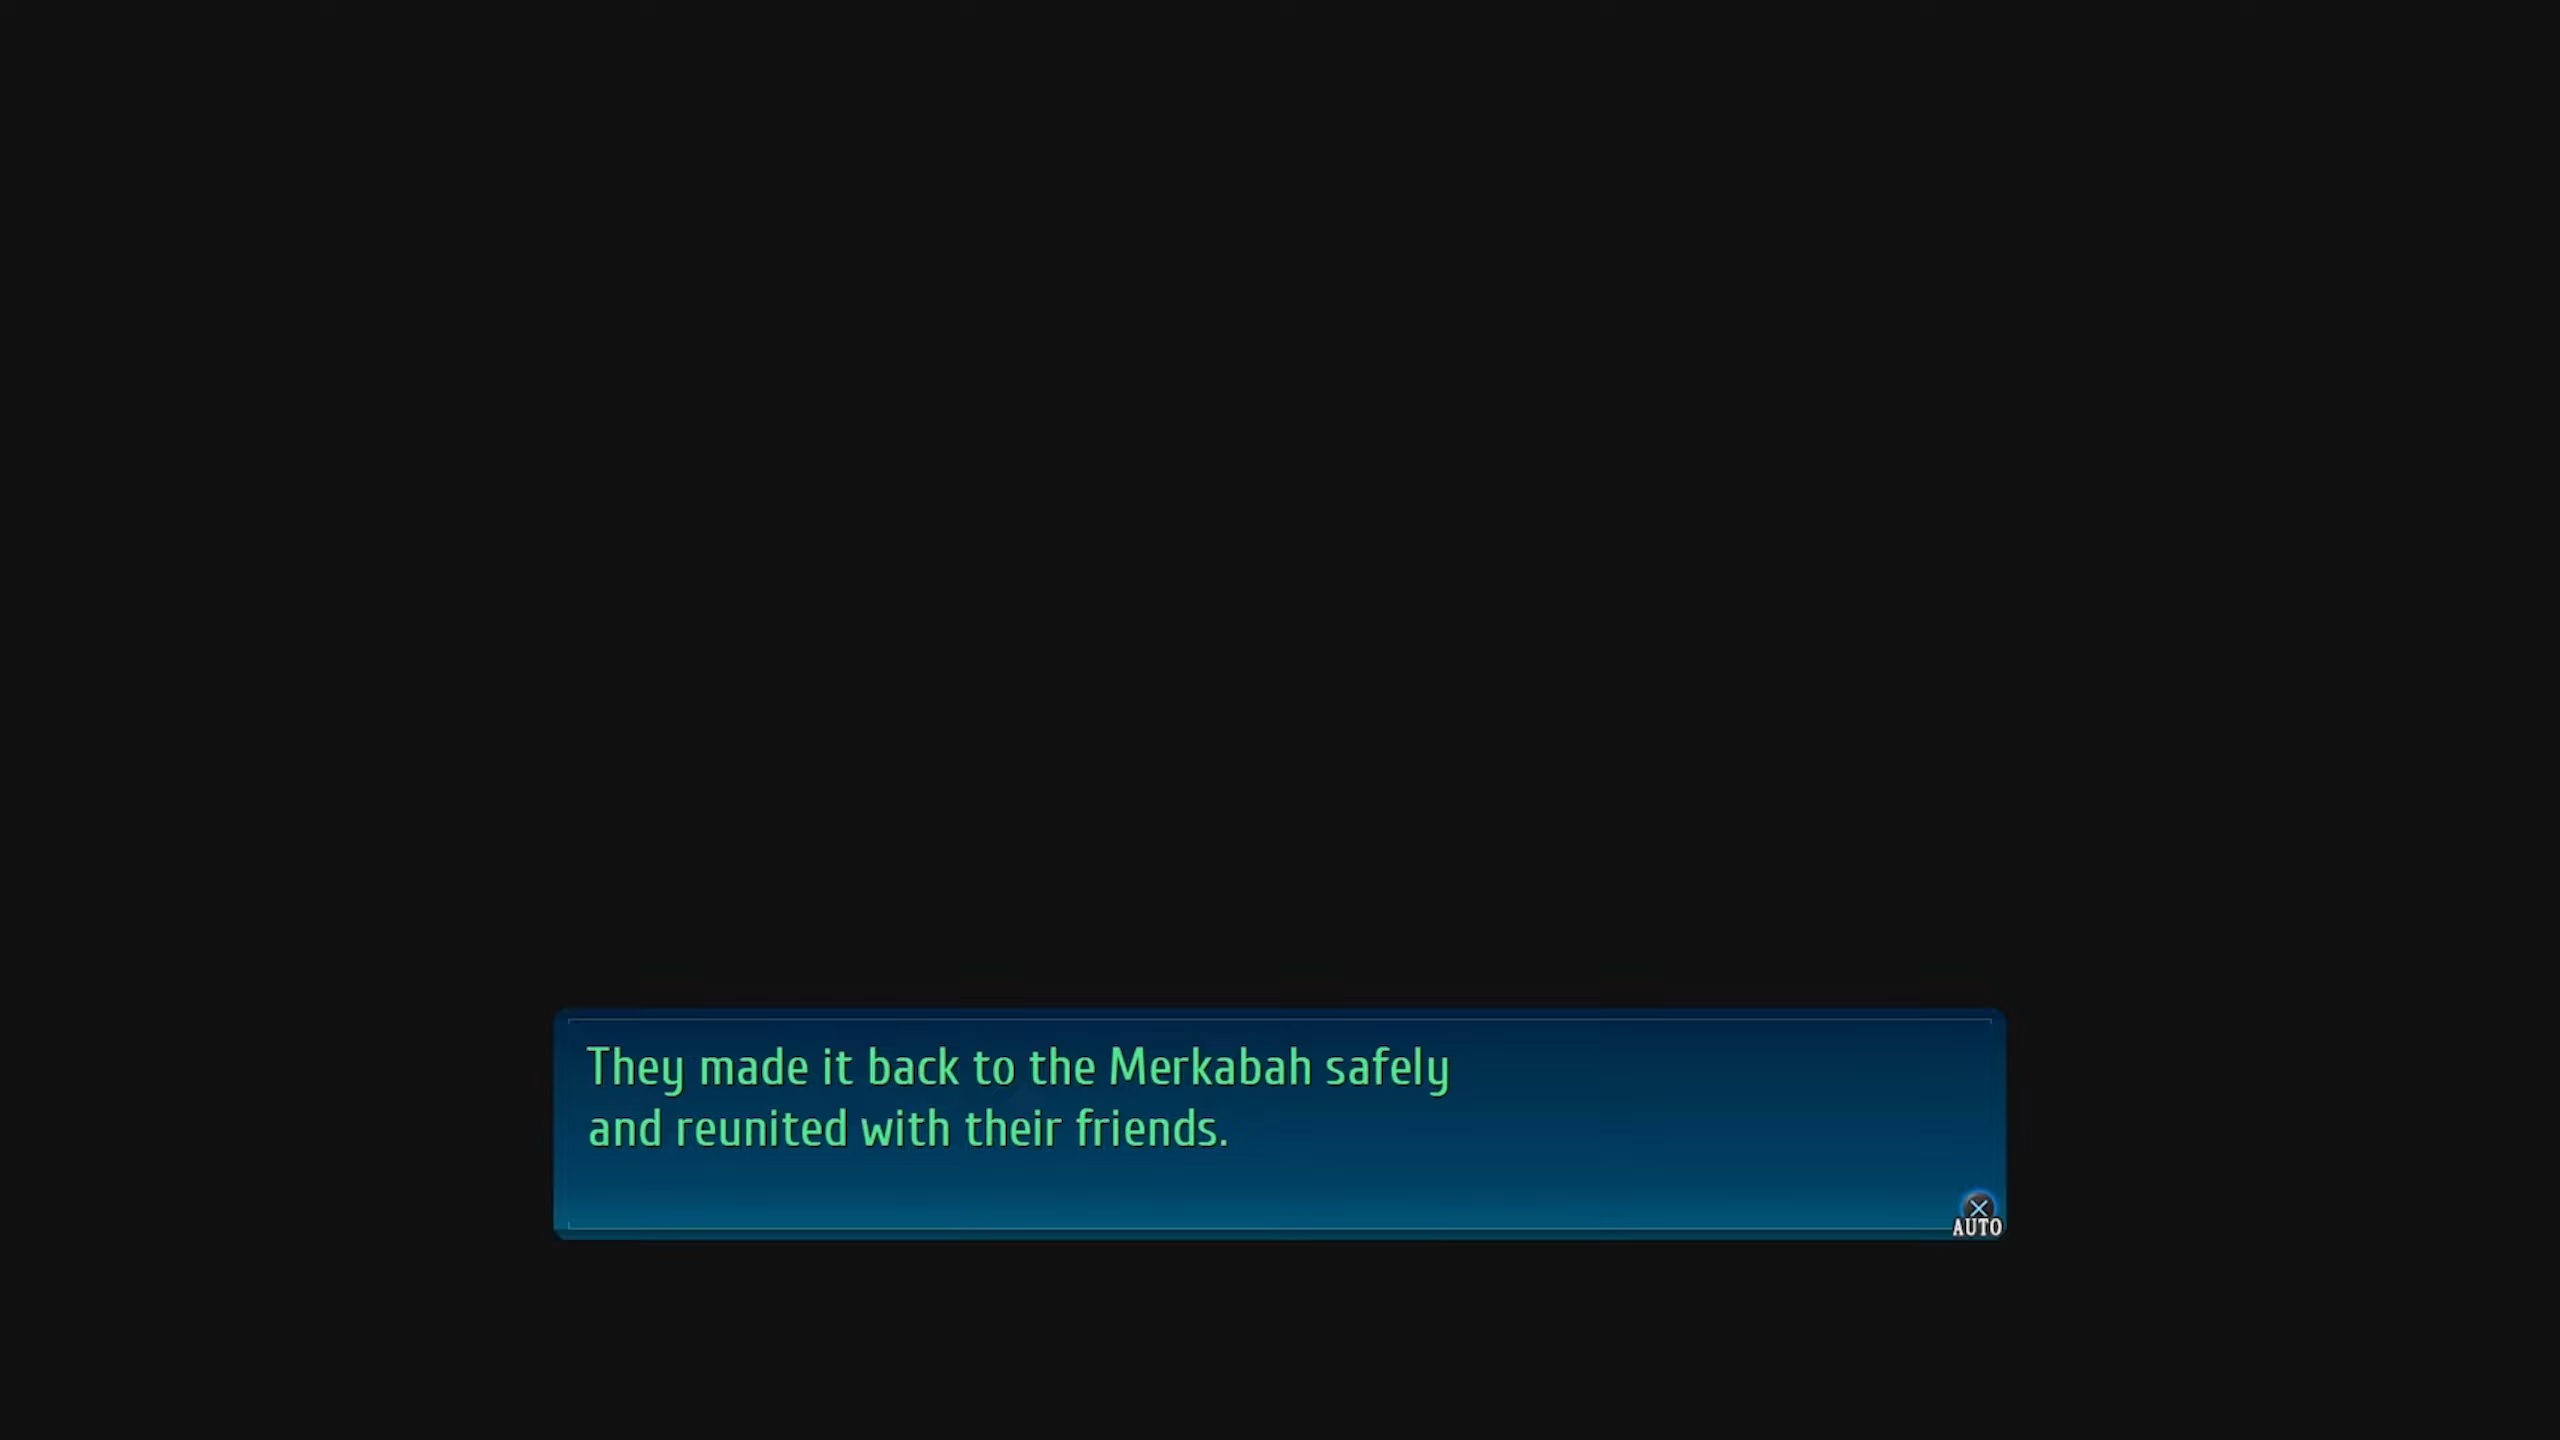 They made it back to the Merkabah safely
and reunited with their friends.
AUTO